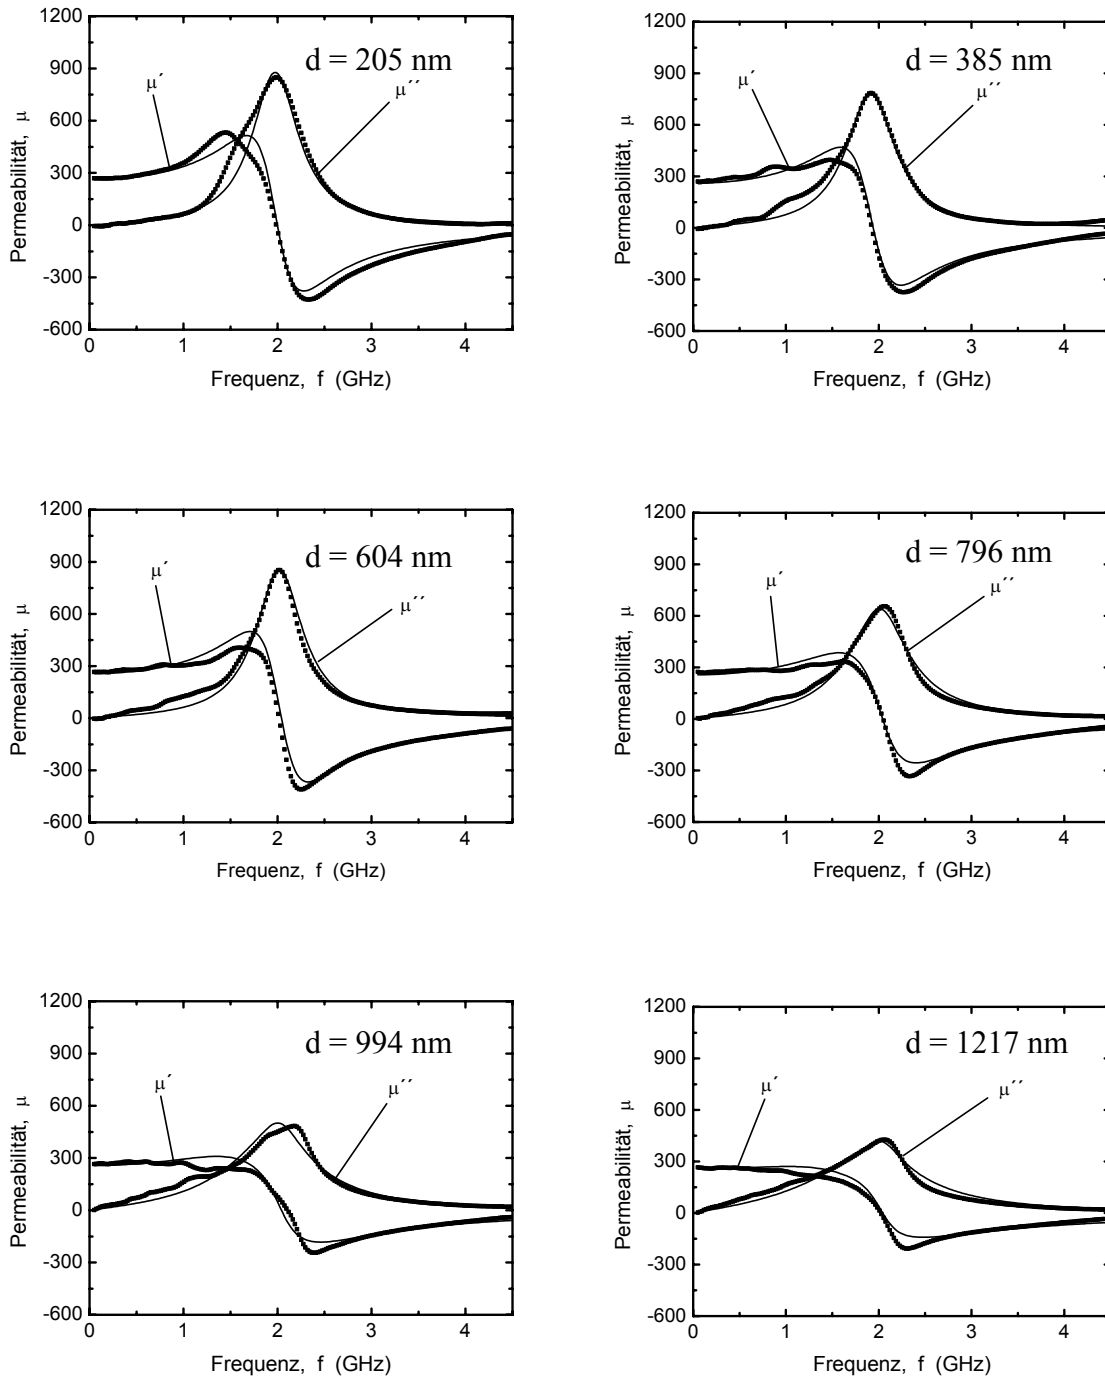 1200
900
600
300
0
-300
-600
0 1 2 3 4
Permeabilität, μ
Frequenz, f (GHz)
d = 205 nm
μ´
μ´´
1200
900
600
300
0
-300
-600
0 1 2 3 4
Permeabilität, μ
Frequenz, f (GHz)
d = 385 nm
μ´
μ´´
1200
900
600
300
0
-300
-600
0 1 2 3 4
Permeabilität, μ
Frequenz, f (GHz)
d = 604 nm
μ´
μ´´
1200
900
600
300
0
-300
-600
0 1 2 3 4
Permeabilität, μ
Frequenz, f (GHz)
d = 796 nm
μ´
μ´´
1200
900
600
300
0
-300
-600
0 1 2 3 4
Permeabilität, μ
Frequenz, f (GHz)
d = 994 nm
μ´
μ´´
1200
900
600
300
0
-300
-600
0 1 2 3 4
Permeabilität, μ
Frequenz, f (GHz)
d = 1217 nm
μ´
μ´´